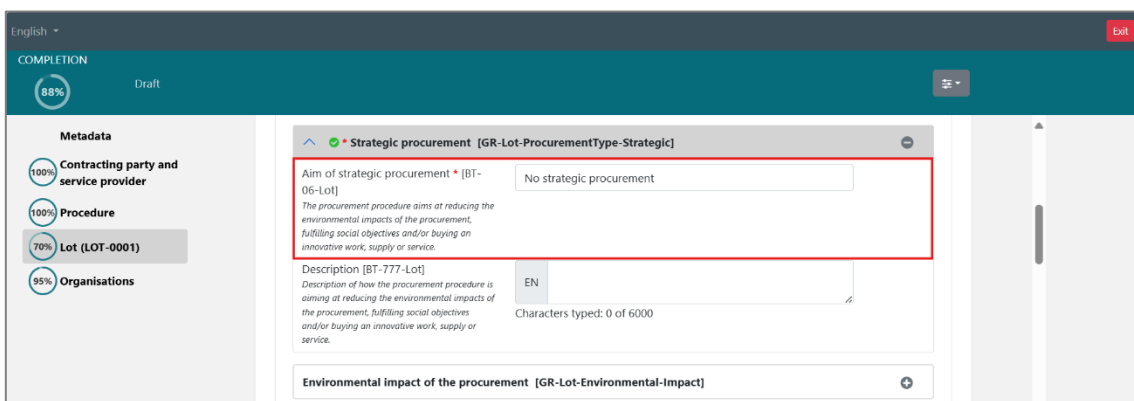 English
Exit
COMPLETION
88%
Draft
Metadata
100% Contracting party and
service provider
100% Procedure
70% Lot (LOT-0001)
95% Organisations
* Strategic procurement [GR-Lot-ProcurementType-Strategic]
Aim of strategic procurement * [BT-
06-Lot]
No strategic procurement
The procurement procedure aims at reducing the
environmental impacts of the procurement,
fulfilling social objectives and/or buying an
innovative work, supply or service.
Description [BT-777-Lot]
EN
Description of how the procurement procedure is
aiming at reducing the environmental impacts of
the procurement, fulfilling social objectives
and/or buying an innovative work, supply or
service.
Characters typed: 0 of 6000
Environmental impact of the procurement [GR-Lot-Environmental-Impact]